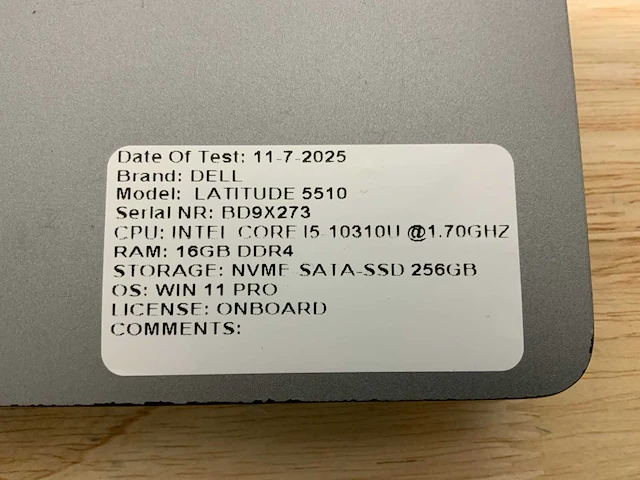 Date Of Test: 11-7-2025
Brand: DELL
Model: LATITUDE 5510
Serial NR: BD9X273
CPU: INTEL CORE I5-10310U @1.70GHZ
RAM: 16GB DDR4
STORAGE: NVME SATA-SSD 256GB
OS: WIN 11 PRO
LICENSE: ONBOARD
COMMENTS: